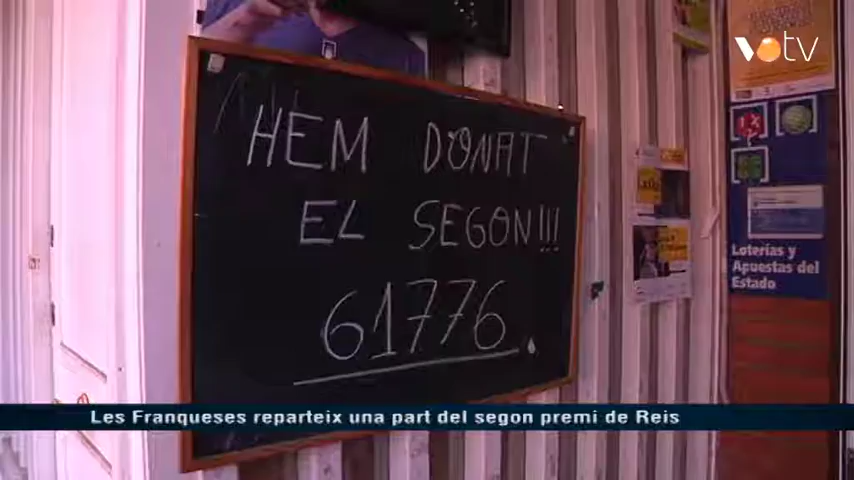 votv
HEM DONAT
EL SEGON!!!
61776
Loterías y
Apuestas del
Estado
Les Franqueses reparteix una part del segon premi de Reis